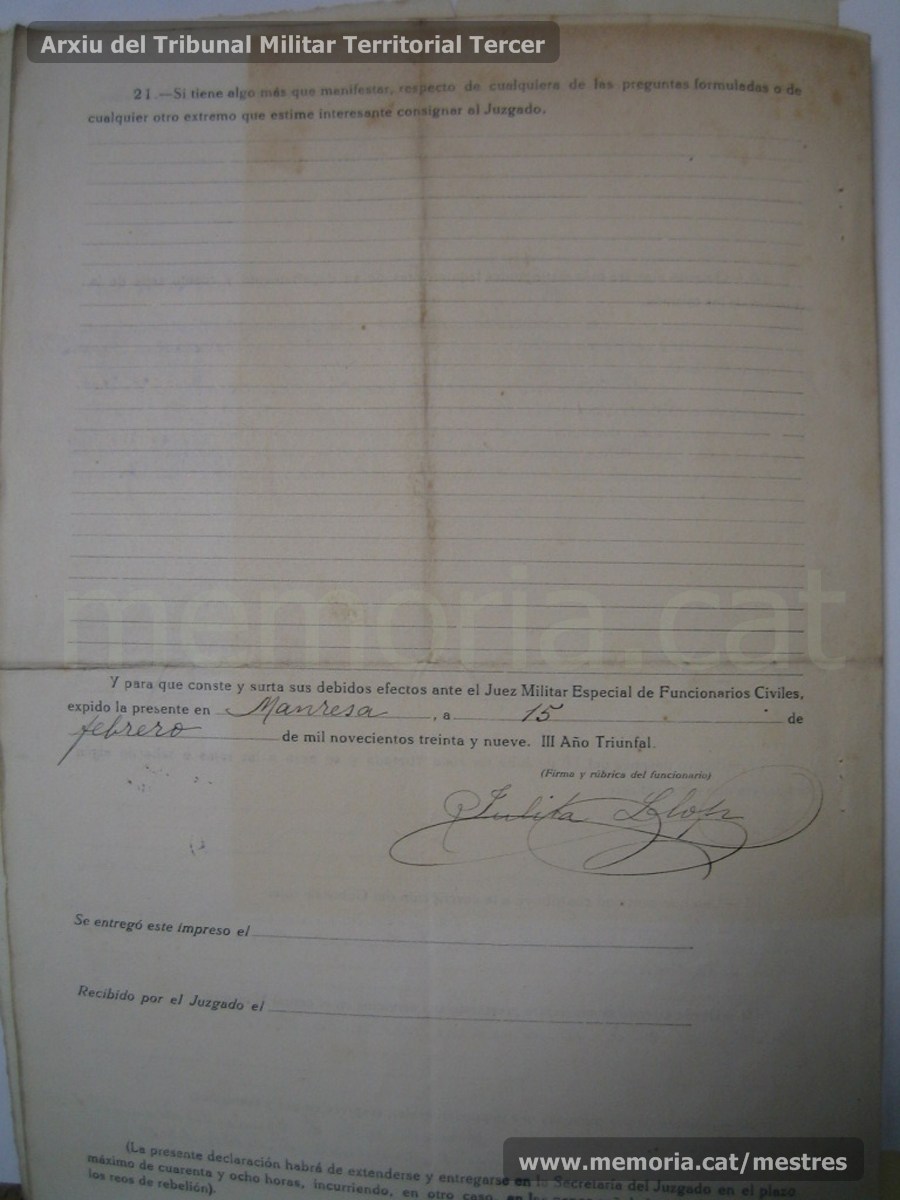 Arxiu del Tribunal Militar Territorial Tercer
21.—Si tiene algo más que manifestar, respecto de cualquiera de las preguntas formuladas o de
cualquier otro extremo que estime interesante consignar al Juzgado.
memoria.cat
Y para que conste y surta sus debidos efectos ante el Juez Militar Especial de Funcionarios Civiles,
expido la presente en Manresa, a 15 de
febrero de mil novecientos treinta y nueve. III Año Triunfal.
(Firma y rúbrica del funcionario)
Julita Llop
Se entregó este impreso el
Recibido por el Juzgado el
(La presente declaración habrá de extenderse y entregarse en la Secretaria del Juzgado en el plazo
máximo de cuarenta y ocho horas, incurriendo, en otro caso, en las
los reos de rebelión).
www.memoria.cat/mestres